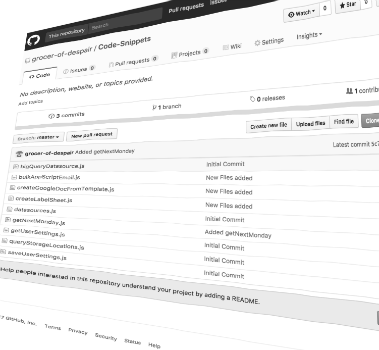 This repository Search Pull requests Issues
grocer-of-despair / Code-Snippets
Watch 0 Star 0
Code Issues 0 Pull requests 0 Projects 0 Wiki Settings Insights
No description, website, or topics provided.
Add topics
3 commits 1 branch 0 releases 1
Branch: master New pull request Create new file Upload files Find file
grocer-of-despair Added getNextMonday Latest commit
bigQueryDatasource.js Initial Commit
bulkAddScriptEmail.js New Files added
createGoogleDocFromTemplate.js New Files added
createLabelSheet.js New Files added
datasources.js Initial Commit
getNextMonday.js Added getNextMonday
getUserSettings.js Initial Commit
queryStorageLocations.js Initial Commit
saveUserSettings.js Initial Commit
Help people interested in this repository understand your project by adding a README.
GitHub, Inc. Terms Privacy Security Status Help